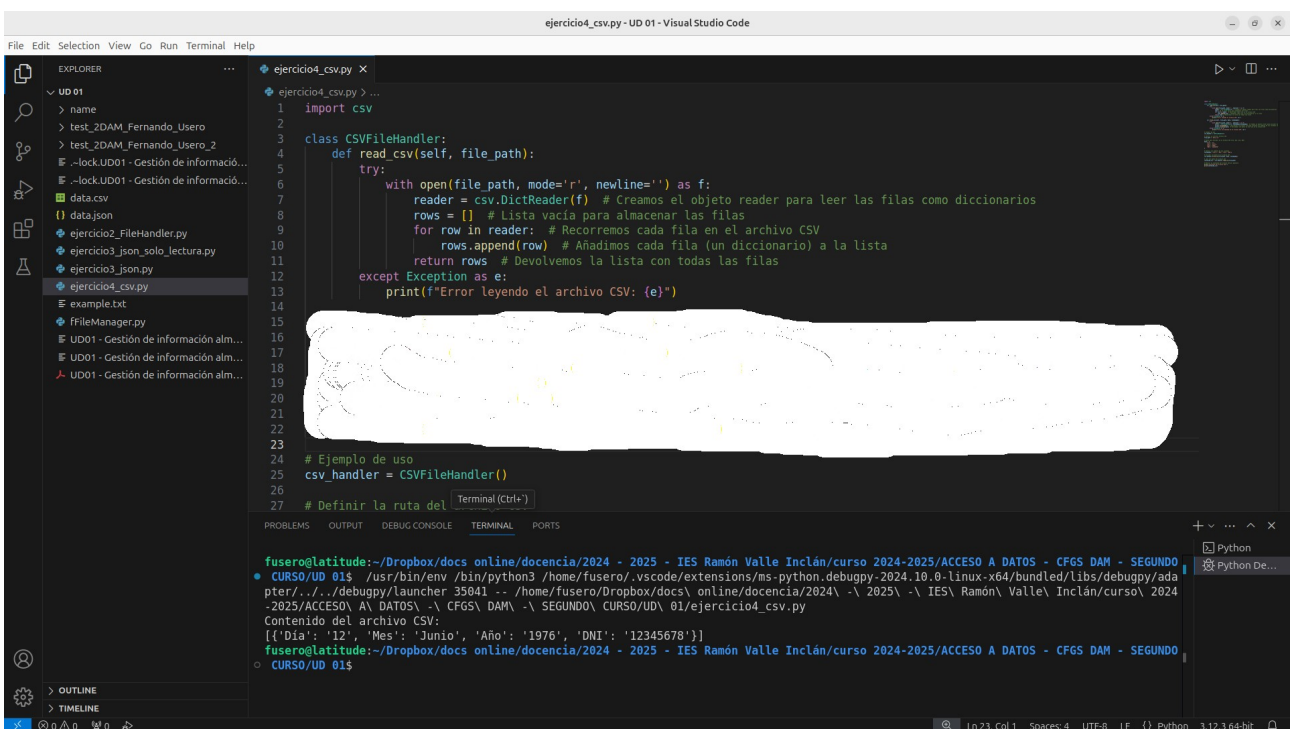 ejercicio4_csv.py - UD 01 - Visual Studio Code
File Edit Selection View Go Run Terminal Help
EXPLORER
UD 01
> name
> test_2DAM_Fernando_Usero
> test_2DAM_Fernando_Usero_2
.~lock.UD01 - Gestión de informació...
.~lock.UD01 - Gestión de informació...
data.csv
{} data.json
ejercicio2_FileHandler.py
ejercicio3_json_solo_lectura.py
ejercicio3_json.py
ejercicio4_csv.py
example.txt
fFileManager.py
UD01 - Gestión de información alm...
UD01 - Gestión de información alm...
UD01 - Gestión de información alm...
> OUTLINE
> TIMELINE
ejercicio4_csv.py ×
ejercicio4_csv.py > ...
1 import csv
2
3 class CSVFileHandler:
4 def read_csv(self, file_path):
5 try:
6 with open(file_path, mode='r', newline='') as f:
7 reader = csv.DictReader(f) # Creamos el objeto reader para leer las filas como diccionarios
8 rows = [] # Lista vacía para almacenar las filas
9 for row in reader: # Recorremos cada fila en el archivo CSV
10 rows.append(row) # Añadimos cada fila (un diccionario) a la lista
11 return rows # Devolvemos la lista con todas las filas
12 except Exception as e:
13 print(f"Error leyendo el archivo CSV: {e}")
14
15
16
17
18
19
20
21
22
23
24 # Ejemplo de uso
25 csv_handler = CSVFileHandler()
26
27 # Definir la ruta del
Terminal (Ctrl+`)
PROBLEMS OUTPUT DEBUG CONSOLE TERMINAL PORTS
fusero@latitude:~/Dropbox/docs online/docencia/2024 - 2025 - IES Ramón Valle Inclán/curso 2024-2025/ACCESO A DATOS - CFGS DAM - SEGUNDO
CURSO/UD 01$ /usr/bin/env /bin/python3 /home/fusero/.vscode/extensions/ms-python.debugpy-2024.10.0-linux-x64/bundled/libs/debugpy/ada
pter/../../debugpy/launcher 35041 -- /home/fusero/Dropbox/docs\ online/docencia/2024\ -\ 2025\ -\ IES\ Ramón\ Valle\ Inclán/curso\ 2024
-2025/ACCESO\ A\ DATOS\ -\ CFGS\ DAM\ -\ SEGUNDO\ CURSO/UD\ 01/ejercicio4_csv.py
Contenido del archivo CSV:
[{'Día': '12', 'Mes': 'Junio', 'Año': '1976', 'DNI': '12345678'}]
fusero@latitude:~/Dropbox/docs online/docencia/2024 - 2025 - IES Ramón Valle Inclán/curso 2024-2025/ACCESO A DATOS - CFGS DAM - SEGUNDO
CURSO/UD 01$
Python
Python De...
0 0 0 Ln 23, Col 1 Spaces: 4 UTF-8 LF {} Python 3.12.3 64-bit